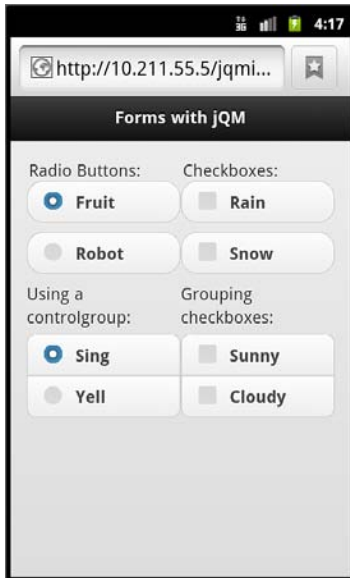 3G 4:17
http://10.211.55.5/jqmi...
Forms with jQM
Radio Buttons: Checkboxes:
Fruit Rain
Robot Snow
Using a controlgroup: Grouping checkboxes:
Sing Sunny
Yell Cloudy